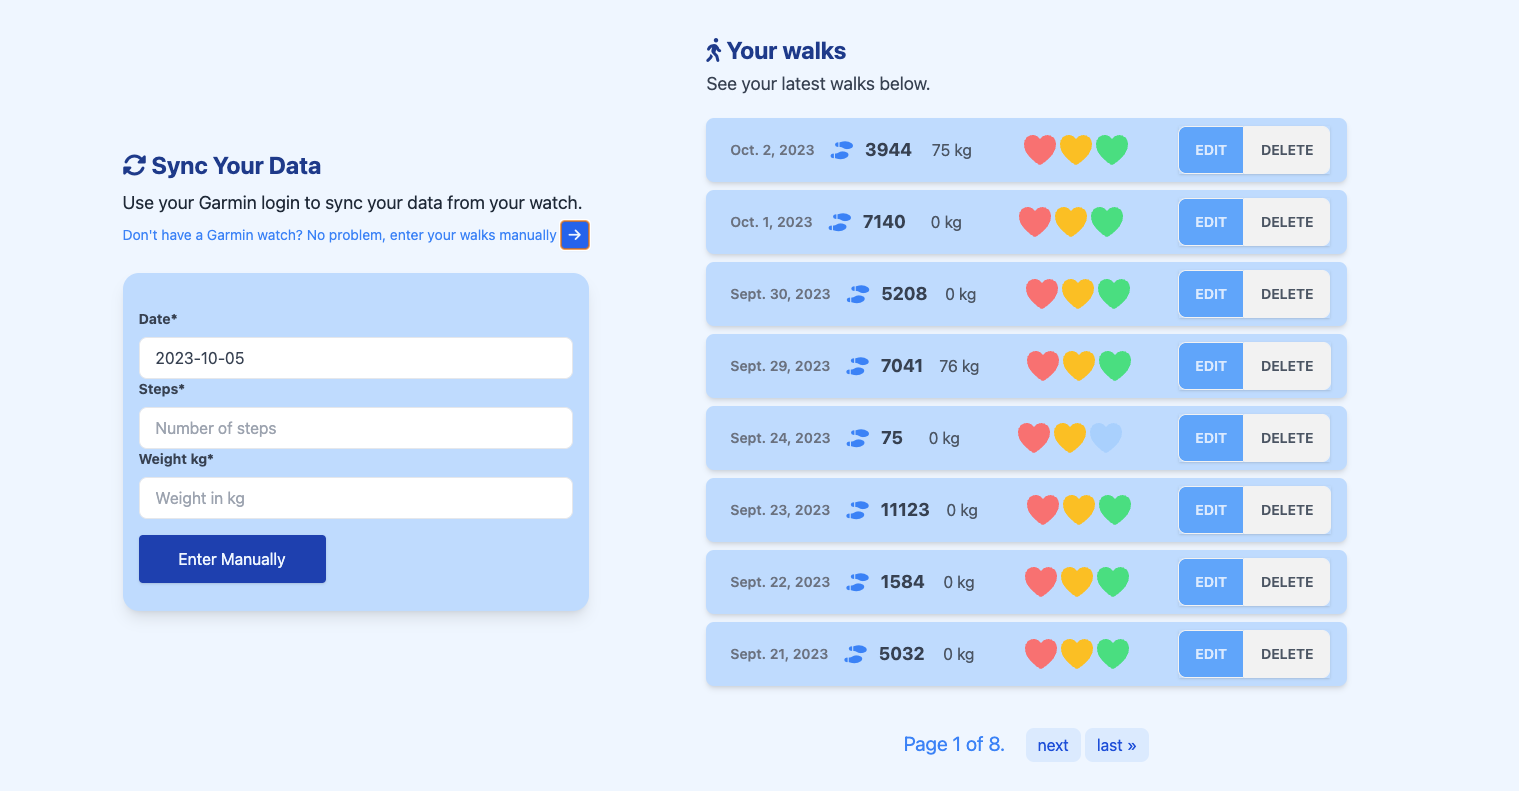 Sync Your Data
Use your Garmin login to sync your data from your watch.
Don't have a Garmin watch? No problem, enter your walks manually
Date*
2023-10-05
Steps*
Number of steps
Weight kg*
Weight in kg
Enter Manually
Your walks
See your latest walks below.
Oct. 2, 2023 3944 75 kg EDIT DELETE
Oct. 1, 2023 7140 0 kg EDIT DELETE
Sept. 30, 2023 5208 0 kg EDIT DELETE
Sept. 29, 2023 7041 76 kg EDIT DELETE
Sept. 24, 2023 75 0 kg EDIT DELETE
Sept. 23, 2023 11123 0 kg EDIT DELETE
Sept. 22, 2023 1584 0 kg EDIT DELETE
Sept. 21, 2023 5032 0 kg EDIT DELETE
Page 1 of 8. next last »